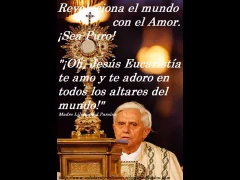 Revoluciona el mundo
con el Amor.
¡Sea Puro!
"¡Oh, Jesús Eucaristía
te amo y te adoro en
todos los altares del
mundo!"
Madre